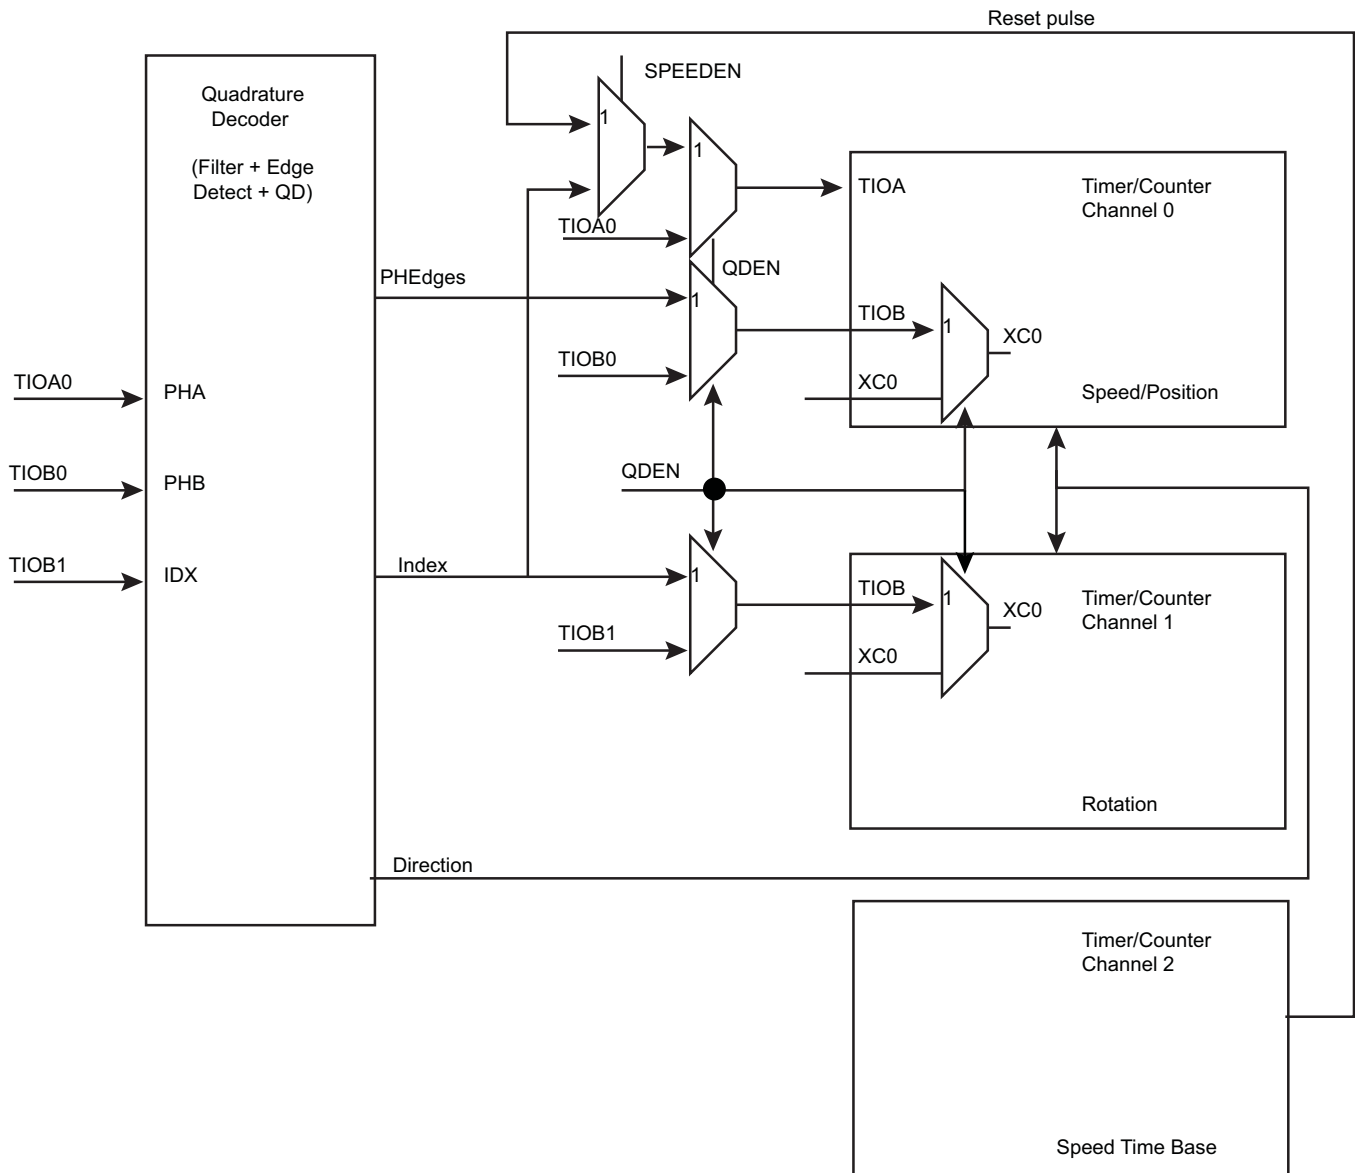 Reset pulse
SPEEDEN
Quadrature
Decoder
(Filter + Edge
Detect + QD)
1
1
TIOA
Timer/Counter
Channel 0
TIOA0
QDEN
PHEdges
1
TIOB
1
XC0
TIOB0
XC0
Speed/Position
TIOA0
PHA
QDEN
TIOB0
PHB
TIOB1
IDX
Index
1
TIOB
1
XC0
Timer/Counter
Channel 1
TIOB1
XC0
Rotation
Direction
Timer/Counter
Channel 2
Speed Time Base